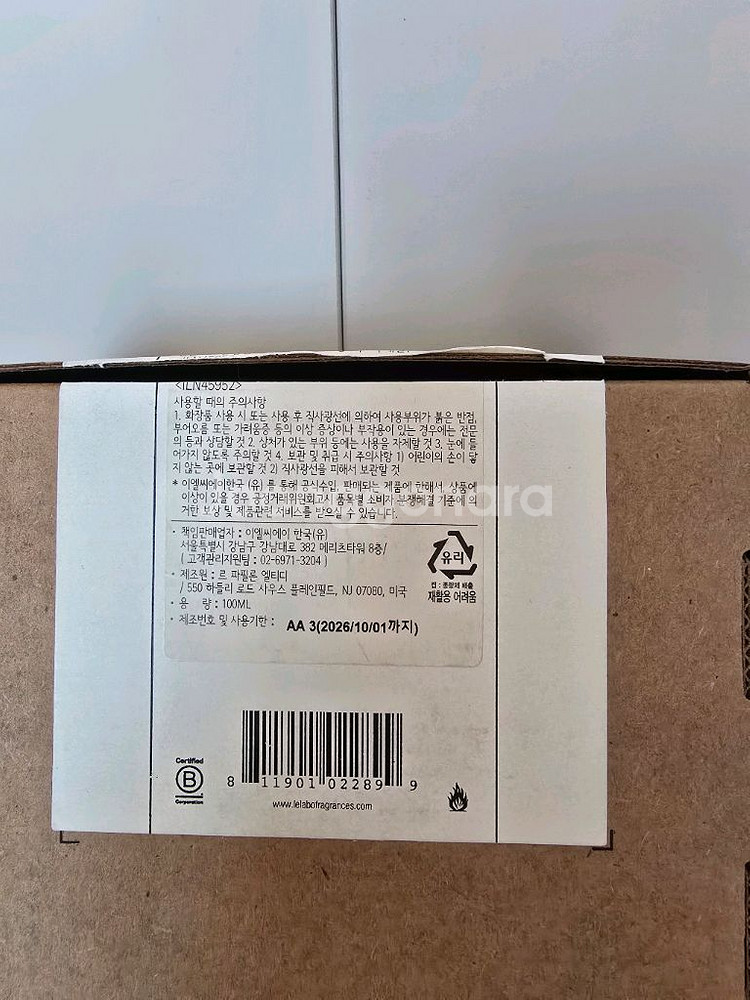 <ILN45952>
사용할 때의 주의사항
1. 화장품 사용 시 또는 사용 후 직사광선에 의하여 사용부위가 붉은 반점,
부어오름 또는 가려움증 등의 이상 증상이나 부작용이 있는 경우에는 전문
의 등과 상담할 것 2. 상처가 있는 부위 등에는 사용을 자제할 것 3. 눈에 들
어가지 않도록 주의할 것 4. 보관 및 취급 시 주의사항 1) 어린이의 손이 닿
지 않는 곳에 보관할 것 2) 직사광선을 피해서 보관할 것
* 이엘씨에이한국 (유) 를 통해 공식수입, 판매되는 제품에 한해서, 상품에
이상이 있을 경우 공정거래위원회고시 품목별 소비자 분쟁해결 기준에 의
거한 보상 및 제품관련 서비스를 받으실 수 있습니다.
· 책임판매업자 : 이엘씨에이 한국(유)
서울특별시 강남구 강남대로 382 메리츠타워 8층/
( 고객관리지원팀 : 02-6971-3204 )
· 제조원 : 르 파필론 엘티디
/ 550 하들리 로드 사우스 플레인필드, NJ 07080, 미국
· 용 량 : 100ML
· 제조번호 및 사용기한 : AA 3(2026/10/01까지)
유리
캡 : 종량제 배출
재활용 어려움
Certified
B
Corporation
8 11901 02289 9
www.lelabofragrances.com